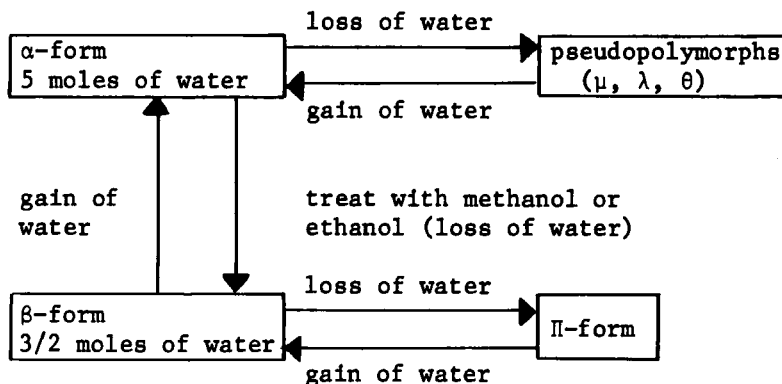 loss of water
α-form
5 moles of water
pseudopolymorphs
(μ, λ, θ)
gain of water
gain of
water
treat with methanol or
ethanol (loss of water)
loss of water
β-form
3/2 moles of water
Π-form
gain of water